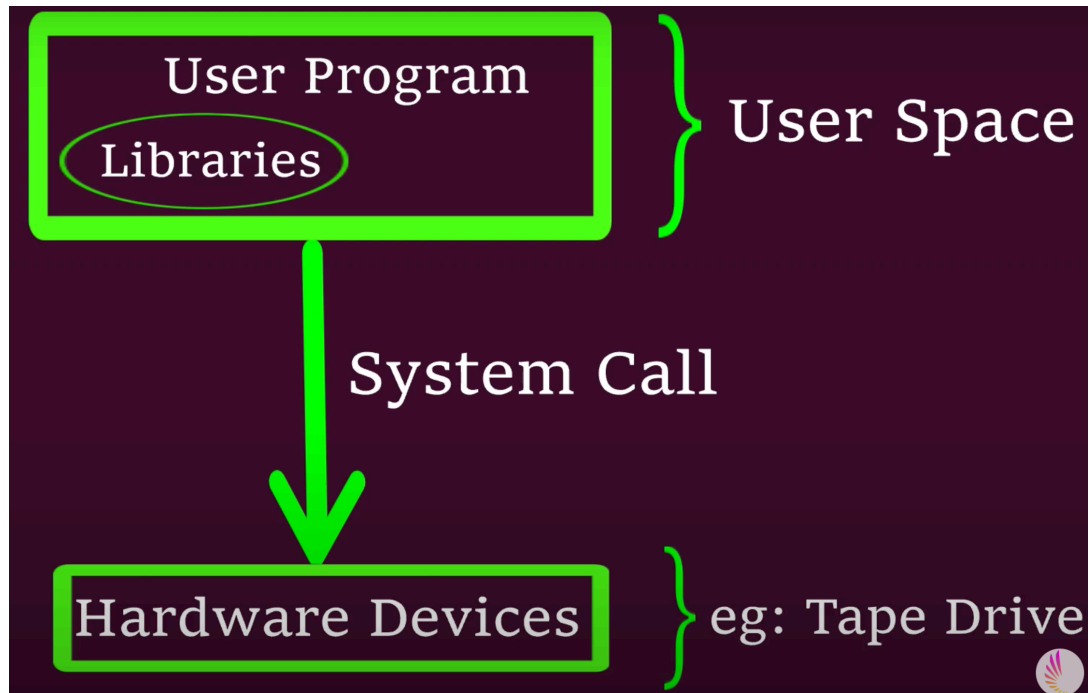 User Program
Libraries
User Space
System Call
Hardware Devices
eg: Tape Drive